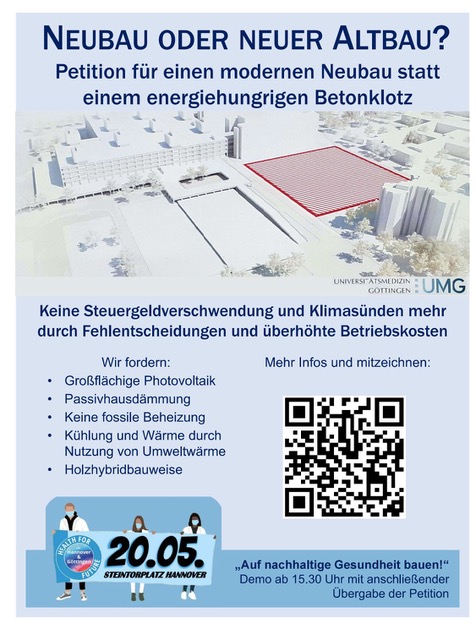 NEUBAU ODER NEUER ALTBAU?
Petition für einen modernen Neubau statt
einem energiehungrigen Betonklotz
UNIVERSITÄTSMEDIZIN
GÖTTINGEN
UMG
Keine Steuergeldverschwendung und Klimasünden mehr
durch Fehlentscheidungen und überhöhte Betriebskosten
Wir fordern:
• Großflächige Photovoltaik
• Passivhausdämmung
• Keine fossile Beheizung
• Kühlung und Wärme durch
Nutzung von Umweltwärme
• Holzhybridbauweise
Mehr Infos und mitzeichnen:
HEALTH FOR
FUTURE
Hannover
&
Göttingen
20.05.
STEINTORPLATZ HANNOVER
„Auf nachhaltige Gesundheit bauen!“
Demo ab 15.30 Uhr mit anschließender
Übergabe der Petition